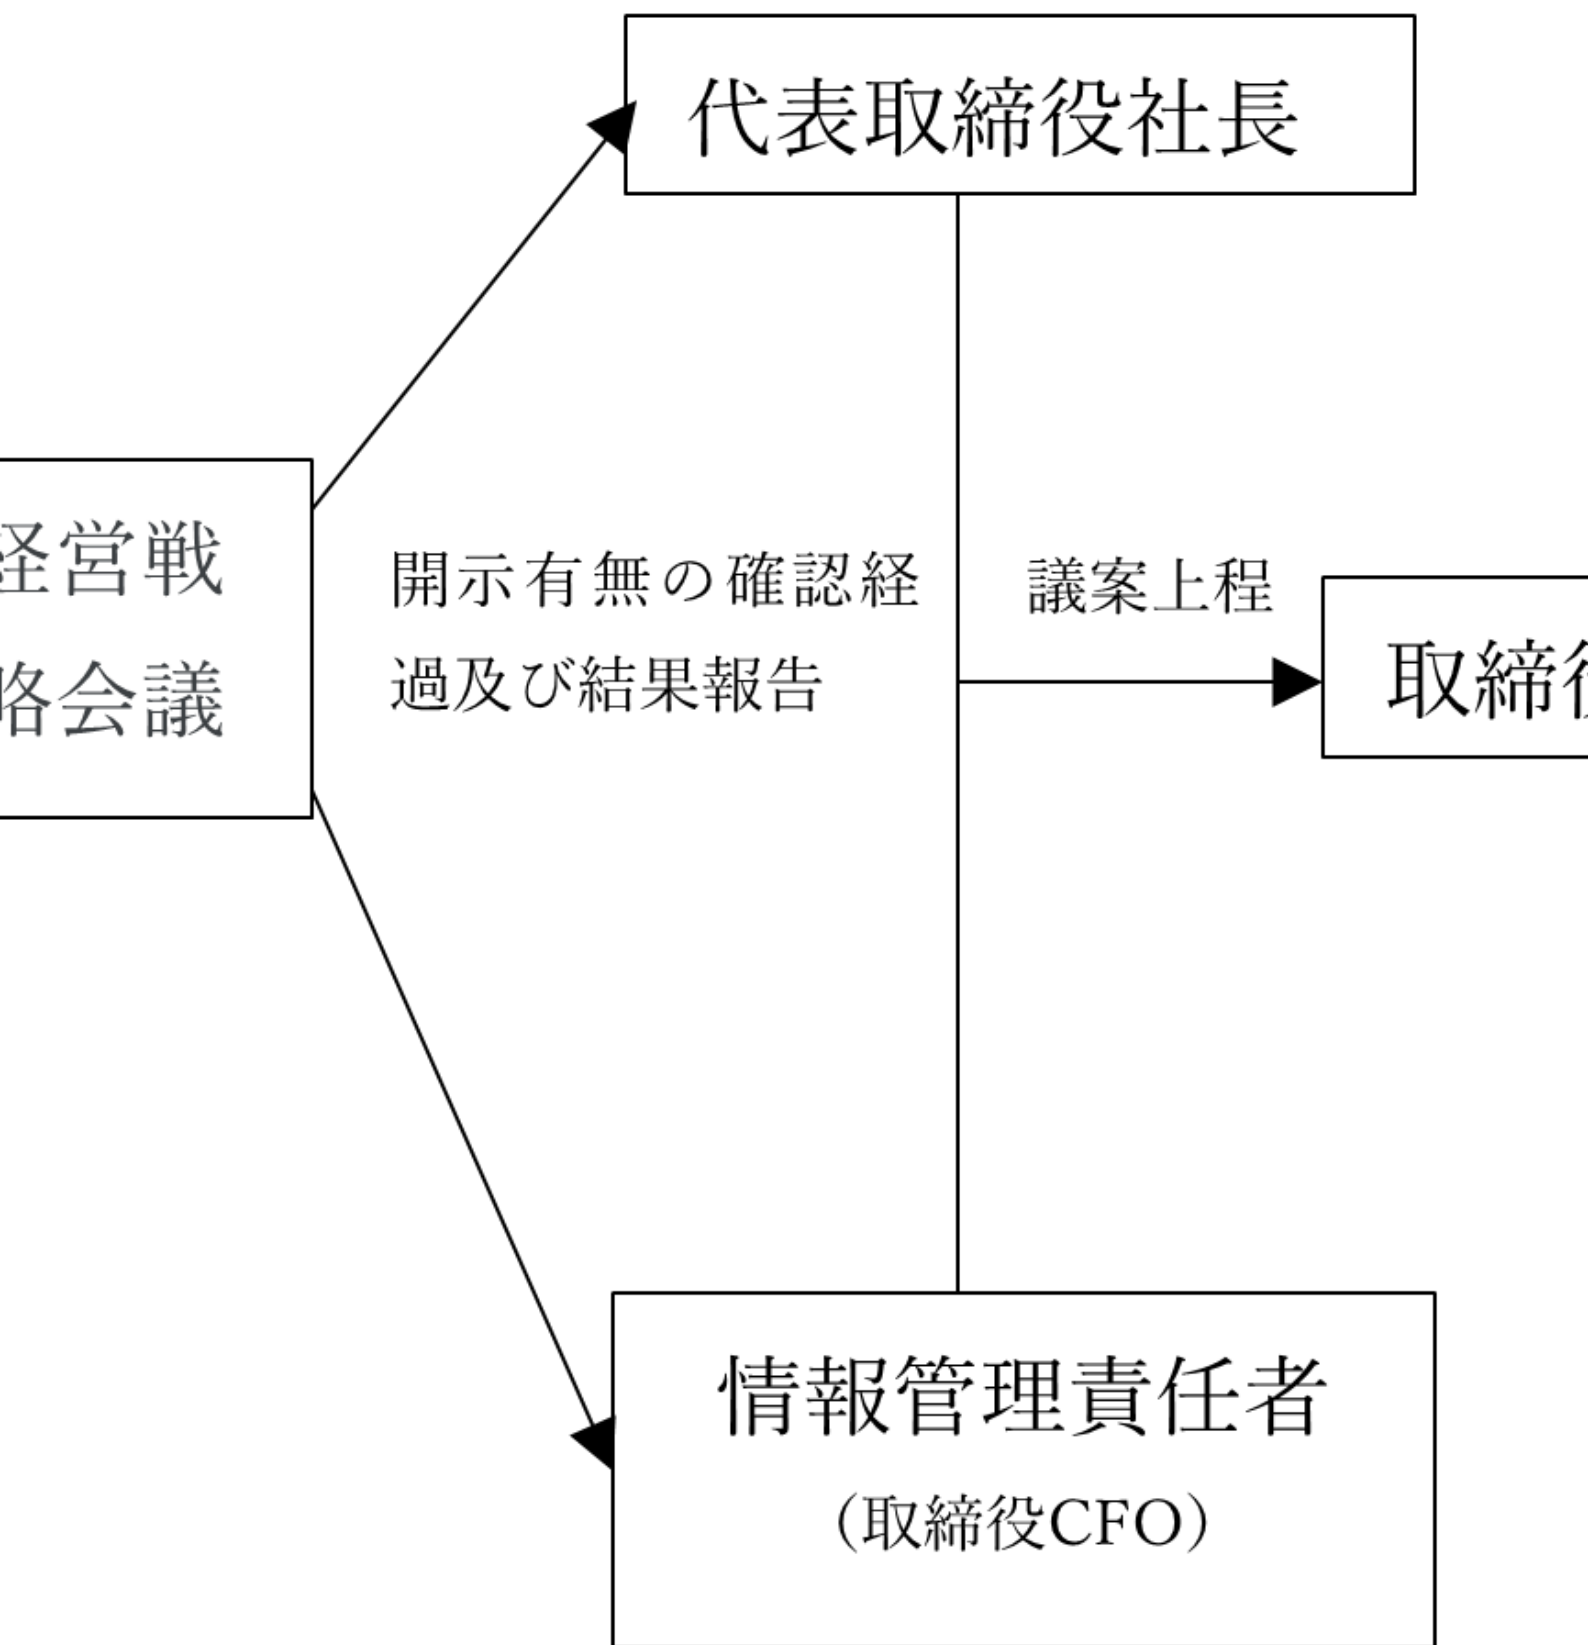 代表取締役社長
経営戦
略会議
開示有無の確認経
過及び結果報告
議案上程
取締役
情報管理責任者
（取締役CFO）